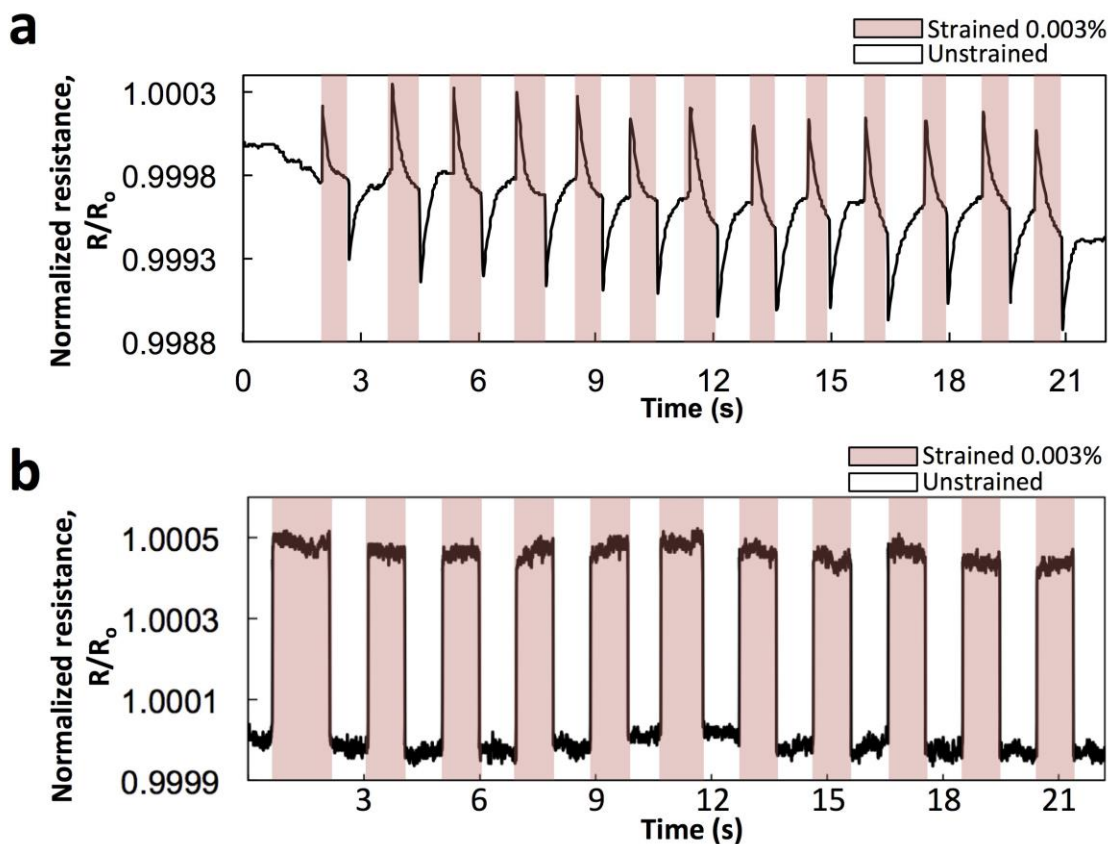 a
Strained 0.003%
Unstrained
Normalized resistance,
R/Rₒ
1.0003
0.9998
0.9993
0.9988
0 3 6 9 12 15 18 21
Time (s)
b
Strained 0.003%
Unstrained
Normalized resistance,
R/Rₒ
1.0005
1.0003
1.0001
0.9999
3 6 9 12 15 18 21
Time (s)